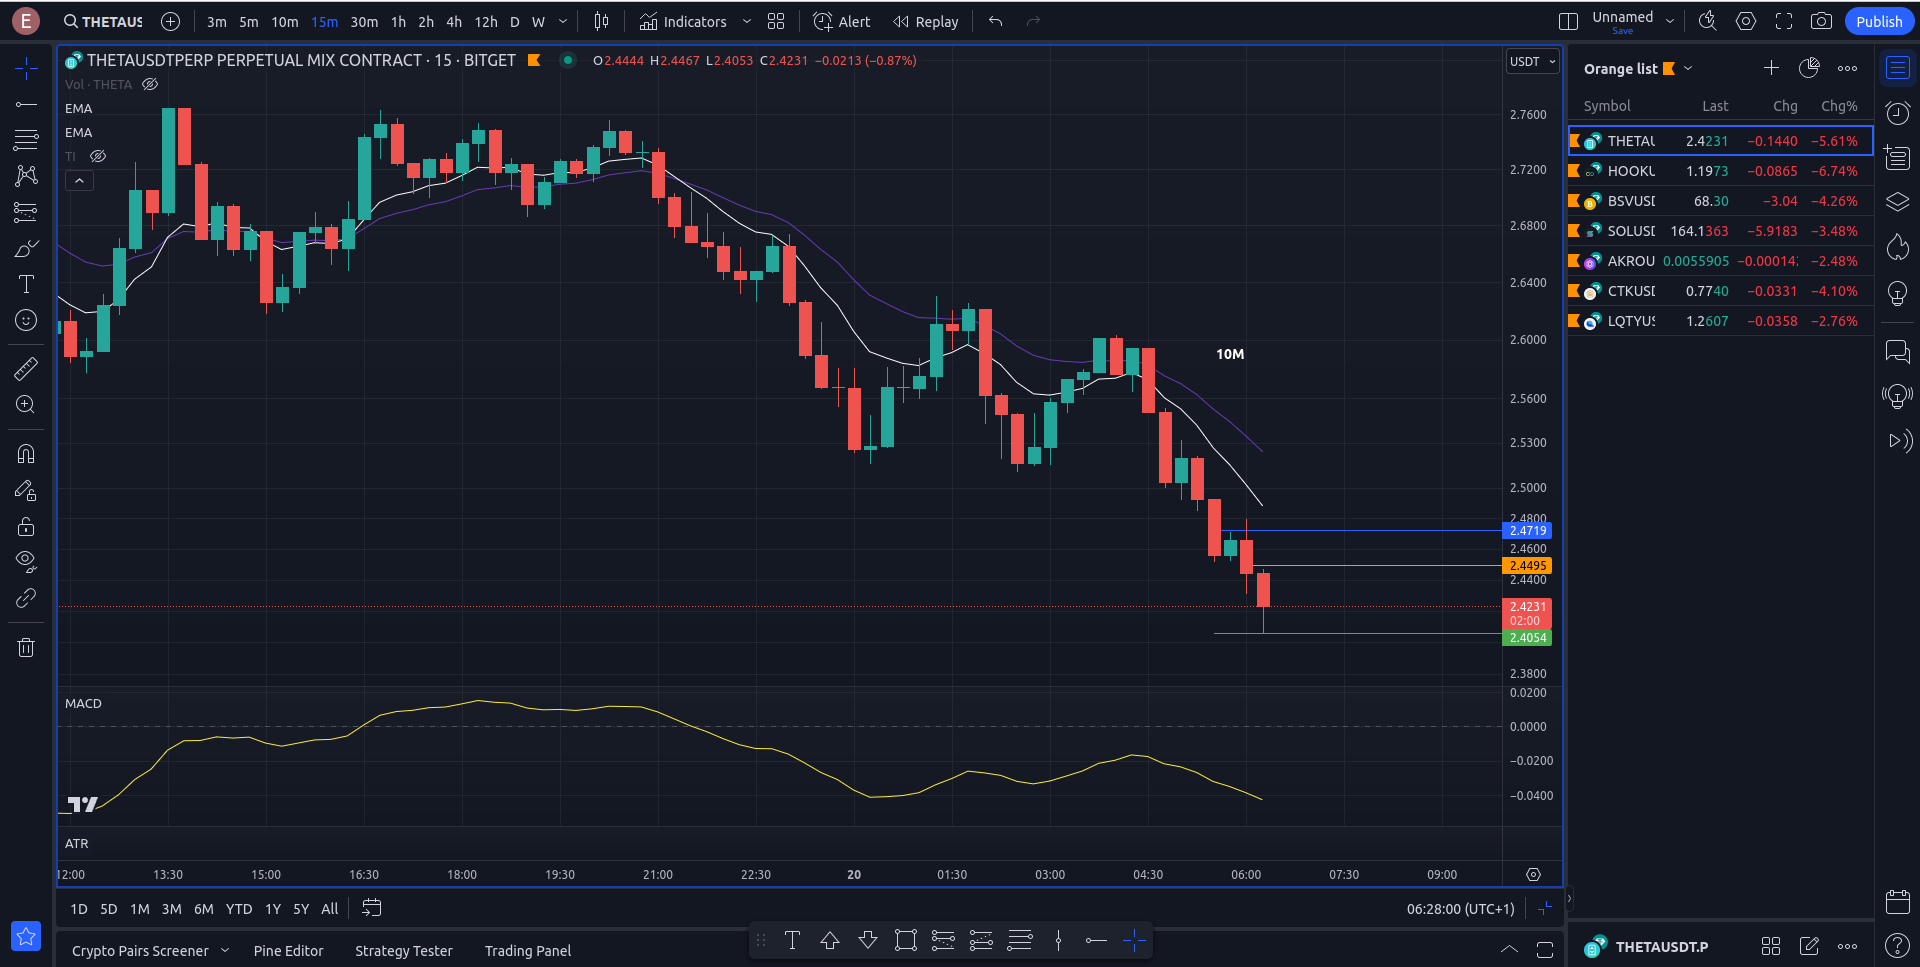 E THETAUS 3m 5m 10m 15m 30m 1h 2h 4h 12h D W Indicators Alert Replay Unnamed Save Publish
THETAUSDTPERP PERPETUAL MIX CONTRACT · 15 · BITGET O2.4444 H2.4467 L2.4053 C2.4231 −0.0213 (−0.87%)
Vol · THETA
EMA
EMA
TI
USDT
2.7600
2.7200
2.6800
2.6400
2.6000
2.5600
2.5300
2.5000
2.4800
2.4719
2.4600
2.4495
2.4400
2.4231
02:00
2.4054
2.3800
10M
MACD
0.0200
0.0000
−0.0200
−0.0400
ATR
12:00 13:30 15:00 16:30 18:00 19:30 21:00 22:30 20 01:30 03:00 04:30 06:00 07:30 09:00
1D 5D 1M 3M 6M YTD 1Y 5Y All 06:28:00 (UTC+1)
Crypto Pairs Screener Pine Editor Strategy Tester Trading Panel
Orange list
Symbol Last Chg Chg%
THETAU 2.4231 −0.1440 −5.61%
HOOKU 1.1973 −0.0865 −6.74%
BSVUSD 68.30 −3.04 −4.26%
SOLUSD 164.1363 −5.9183 −3.48%
AKROU 0.0055905 −0.000142 −2.48%
CTKUSD 0.7740 −0.0331 −4.10%
LQTYUS 1.2607 −0.0358 −2.76%
THETAUSDT.P